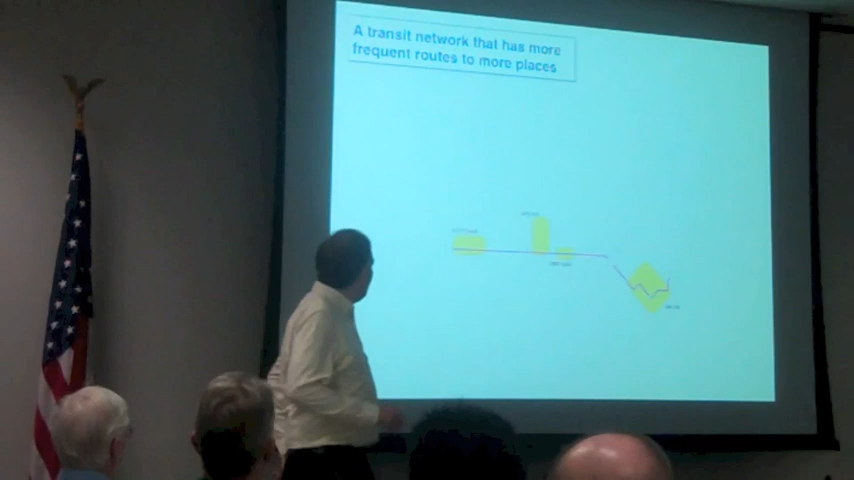 A transit network that has more
frequent routes to more places